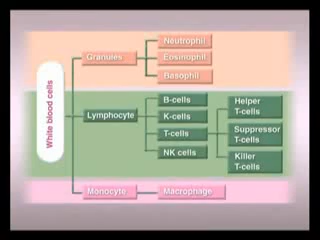 White blood cells
Granules
Neutrophil
Eosinophil
Basophil
Lymphocyte
B-cells
K-cells
T-cells
NK cells
Helper
T-cells
Suppressor
T-cells
Killer
T-cells
Monocyte
Macrophage